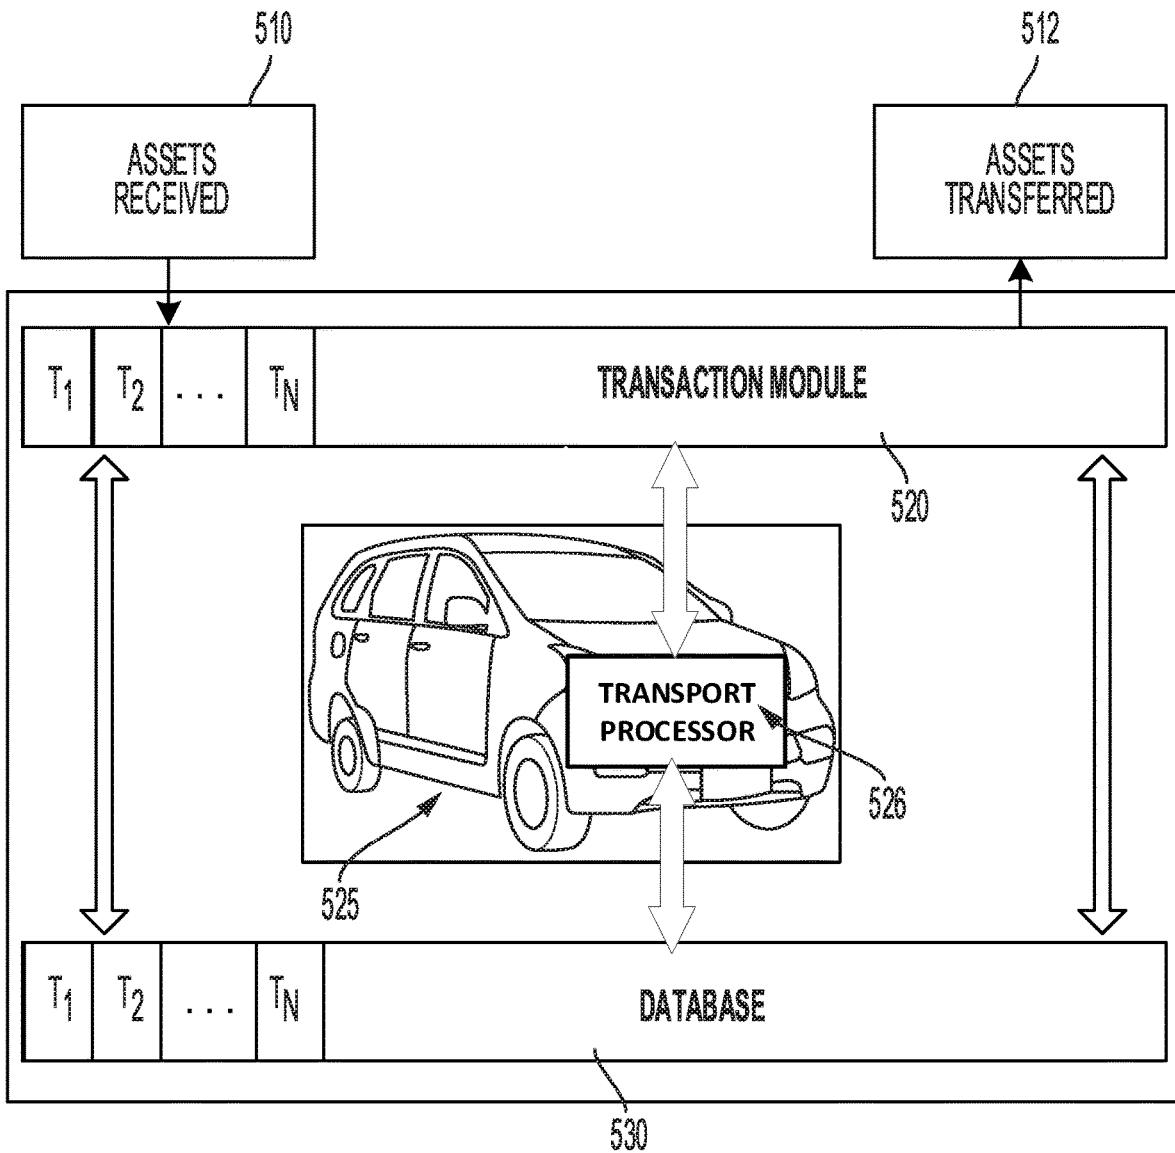 510
512
ASSETS
RECEIVED
ASSETS
TRANSFERRED
T1 T2 ... TN TRANSACTION MODULE
520
TRANSPORT
PROCESSOR
526
525
T1 T2 ... TN DATABASE
530